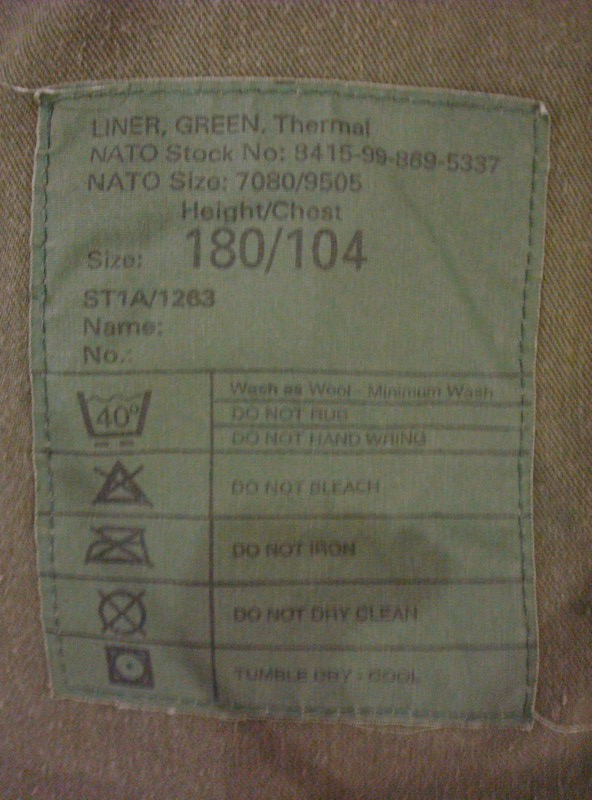 LINER, GREEN, Thermal
NATO Stock No: 8415-99-869-5337
NATO Size: 7080/9505
Height/Chest
Size: 180/104
ST1A/1263
Name:
No.:
40° Wash as Wool - Minimum Wash
DO NOT RUB
DO NOT HAND WRING
DO NOT BLEACH
DO NOT IRON
DO NOT DRY CLEAN
TUMBLE DRY : COOL